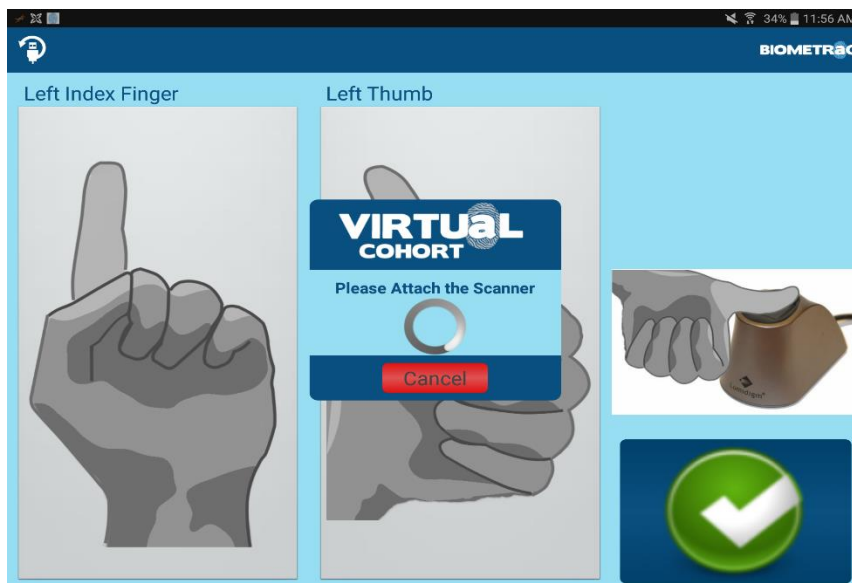 34% 11:56 AM
BIOMETRaC
Left Index Finger
Left Thumb
VIRTUaL
COHORT
Please Attach the Scanner
Cancel